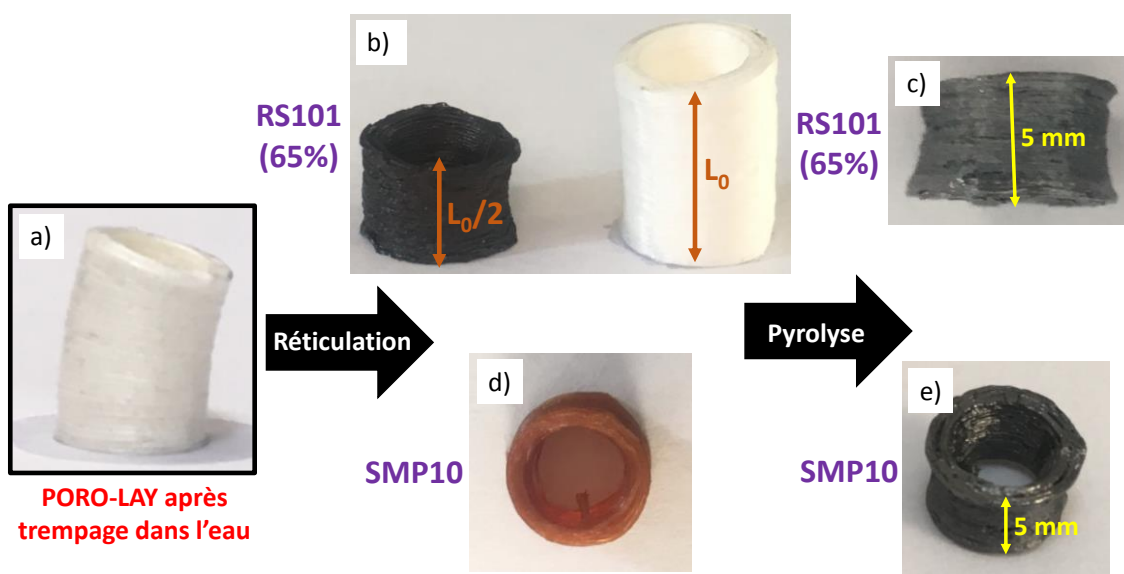 a)
PORO-LAY après
trempage dans l'eau
Réticulation
b)
RS101
(65%)
L₀/2
L₀
d)
SMP10
Pyrolyse
c)
RS101
(65%)
5 mm
e)
SMP10
5 mm